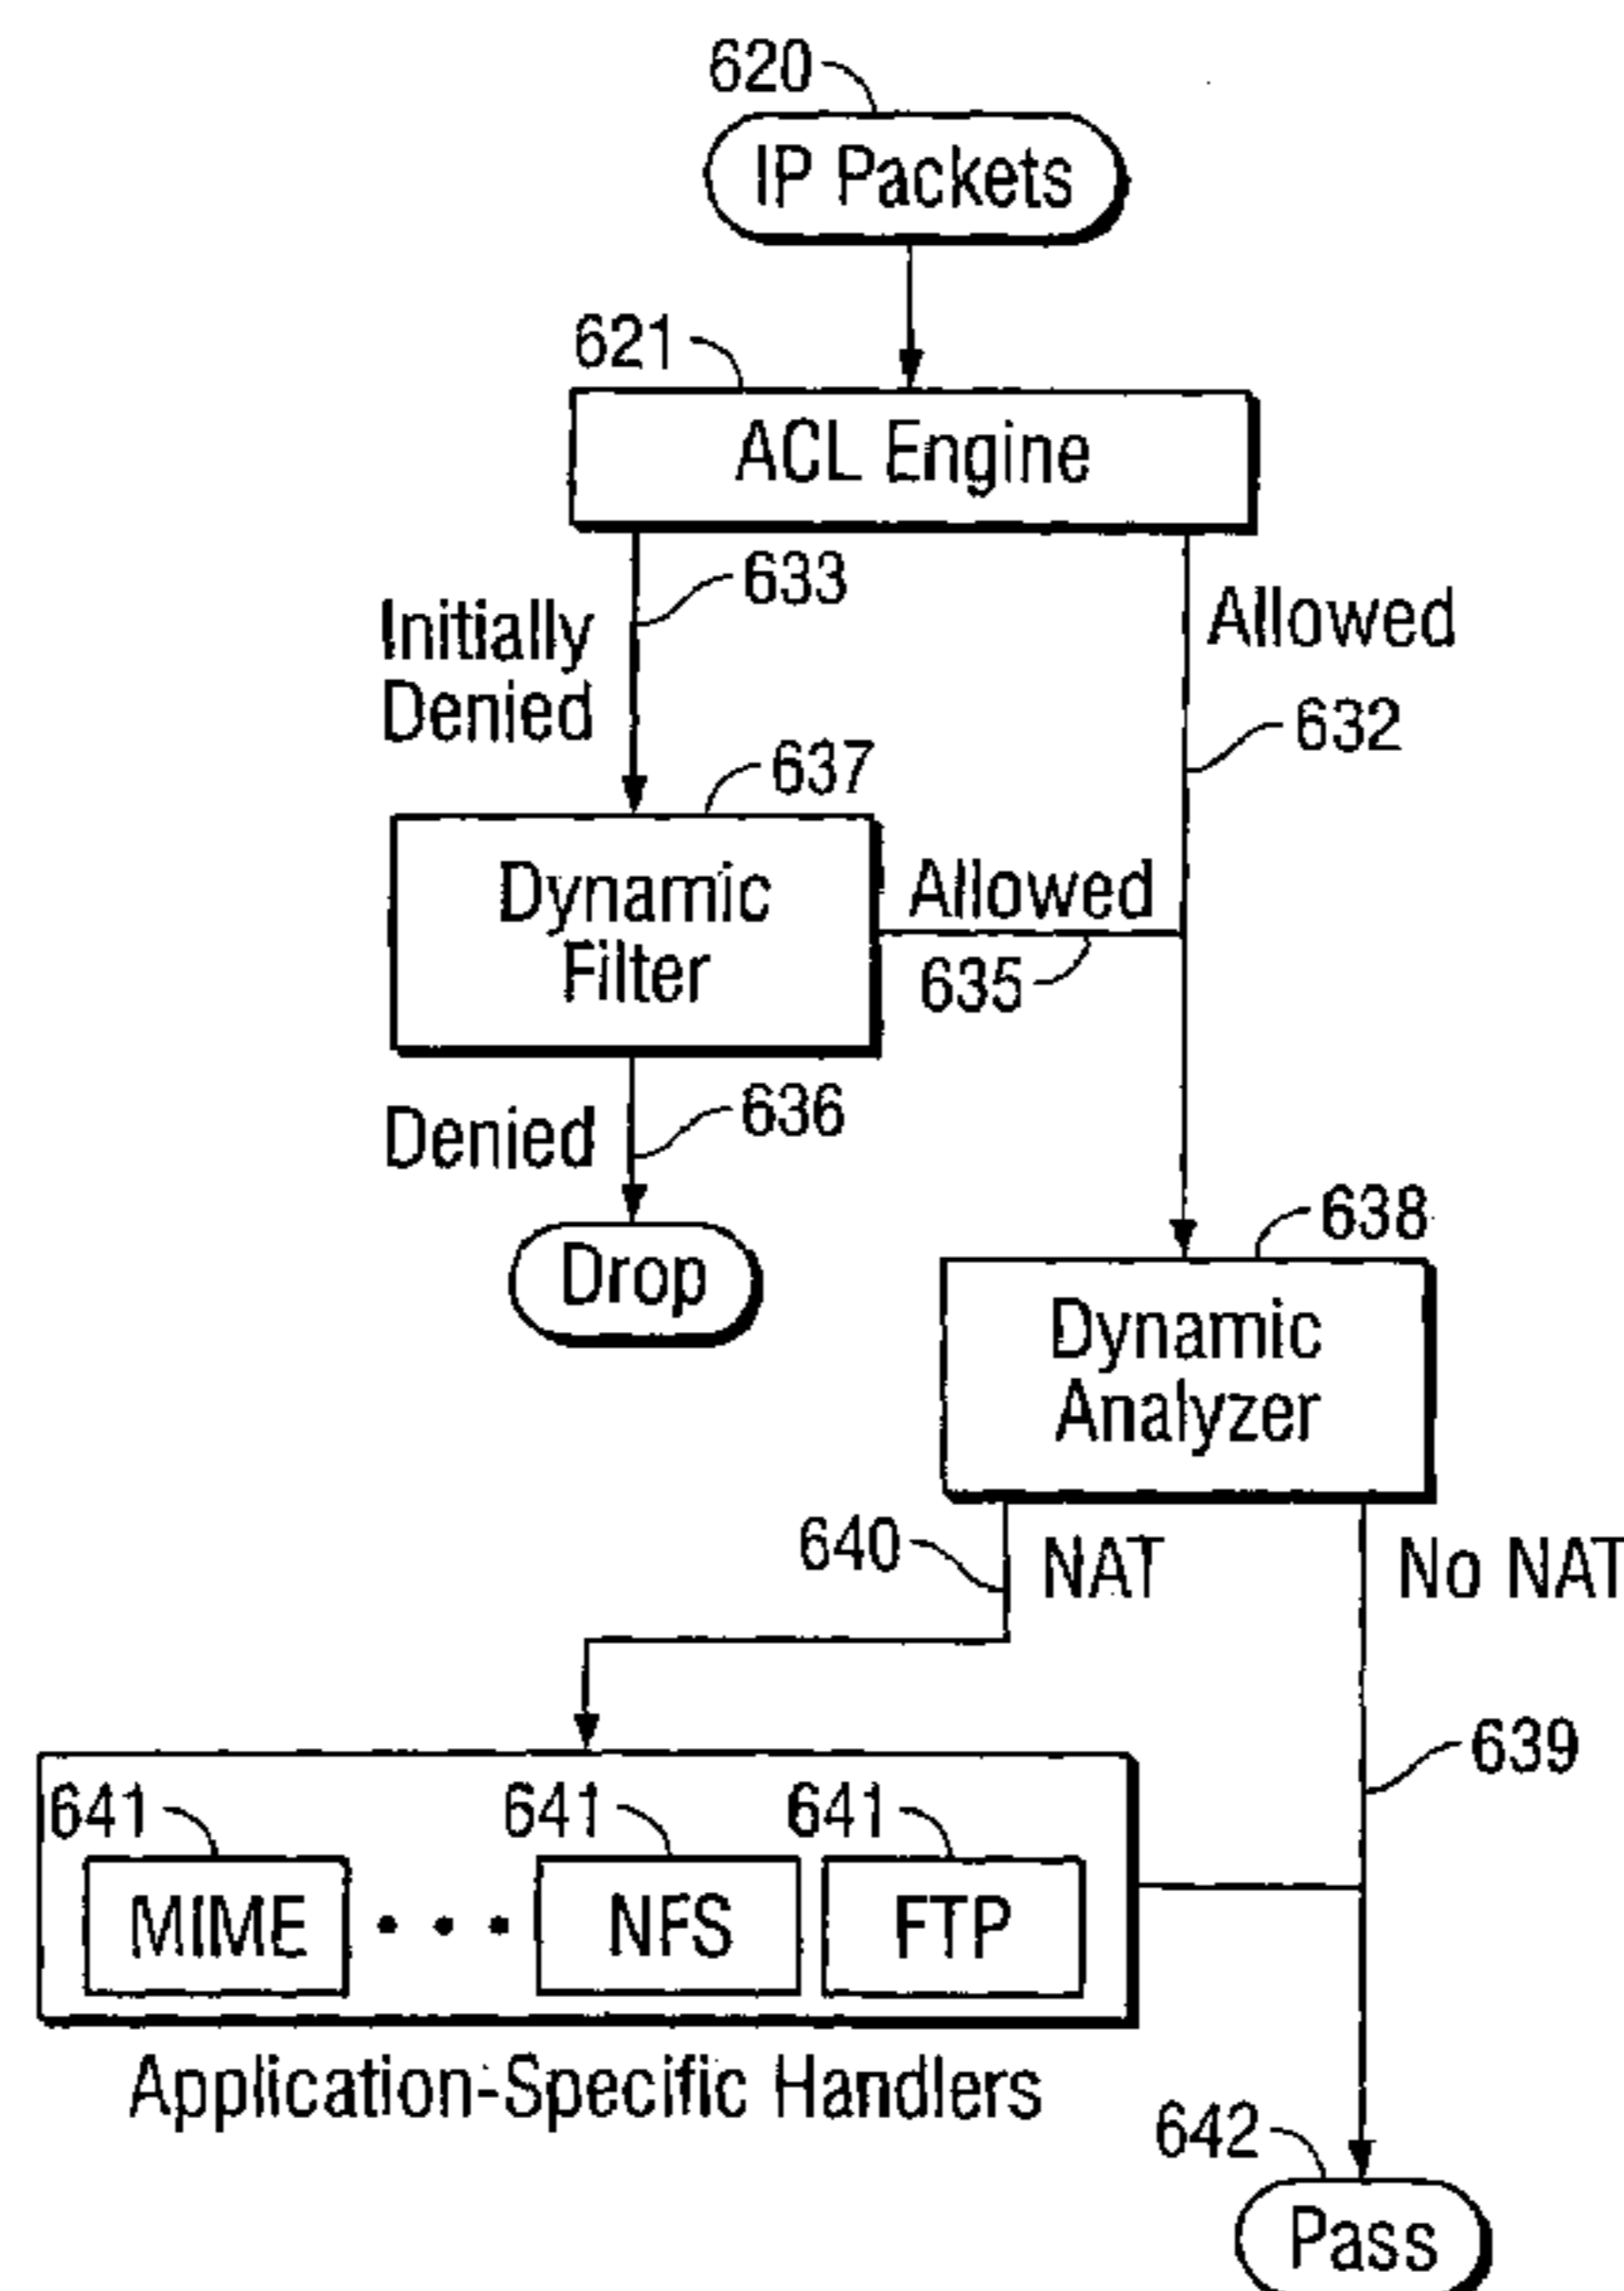 620
IP Packets
621
ACL Engine
633
Initially
Denied
Allowed
632
637
Dynamic
Filter
Allowed
635
Denied
636
Drop
638
Dynamic
Analyzer
640
NAT
No NAT
639
641
641
641
MIME • • • NFS FTP
Application-Specific Handlers
642
Pass